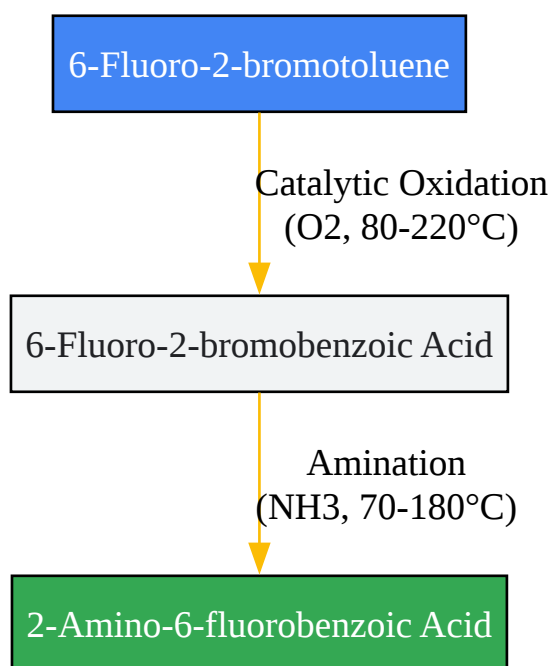 6-Fluoro-2-bromotoluene
Catalytic Oxidation
(O2, 80-220°C)
6-Fluoro-2-bromobenzoic Acid
Amination
(NH3, 70-180°C)
2-Amino-6-fluorobenzoic Acid